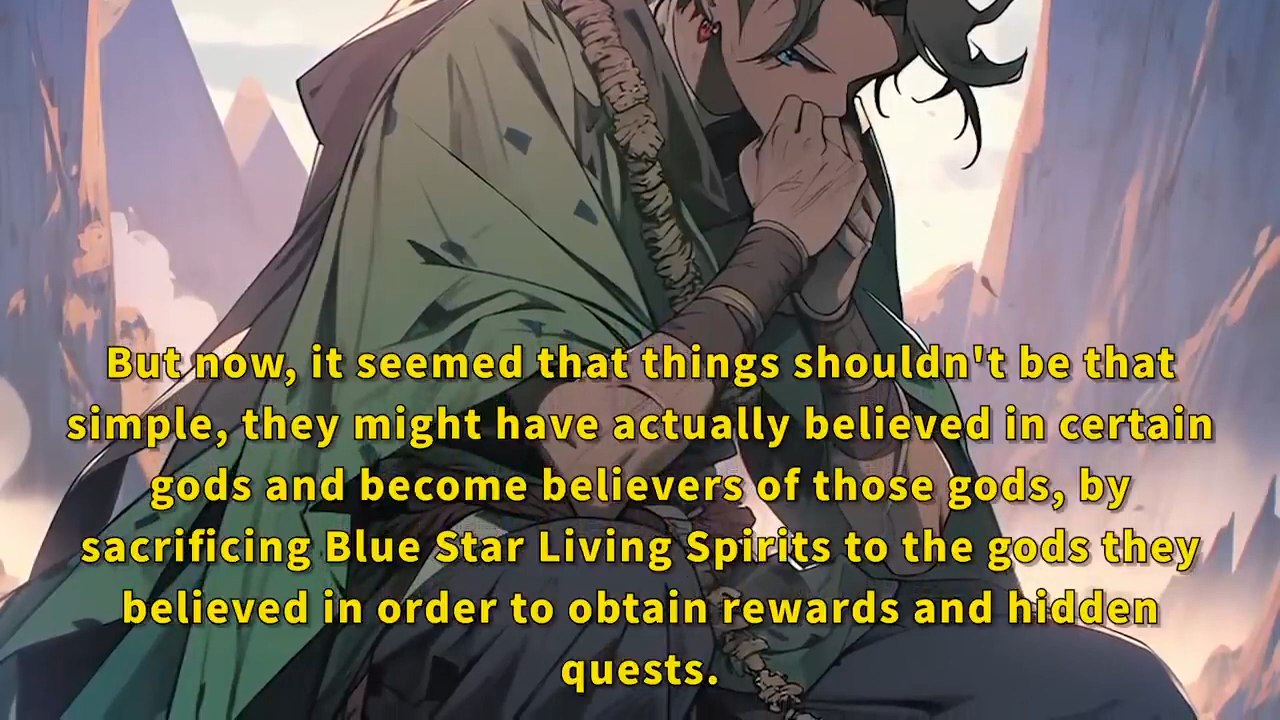 But now, it seemed that things shouldn't be that
simple, they might have actually believed in certain
gods and become believers of those gods, by
sacrificing Blue Star Living Spirits to the gods they
believed in order to obtain rewards and hidden
quests.